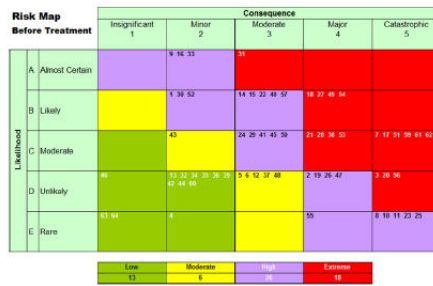 Risk Map
Before Treatment
Consequence
Insignificant Minor Moderate Major Catastrophic
1 2 3 4 5
Likelihood
A Almost Certain 9 16 33 31
B Likely 1 30 52 14 15 22 40 57 18 27 49 54
C Moderate 43 24 29 41 45 50 21 28 38 53 7 17 51 59 61 62
D Unlikely 46 13 32 34 35 36 39 5 6 12 37 48 2 19 26 47 3 20 56
42 44 60
E Rare 63 64 4 55 8 10 11 23 25
Low Moderate High Extreme
13 6 26 18